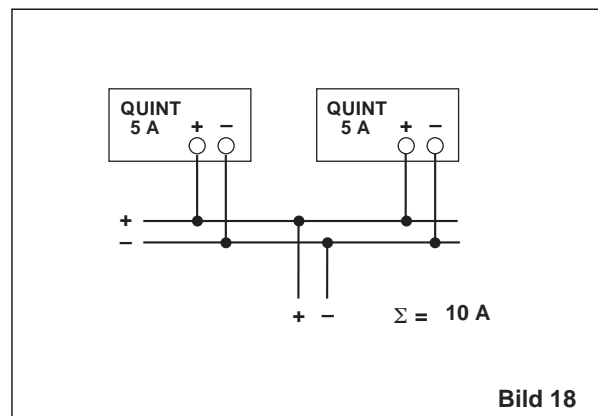 QUINT QUINT
5 A + − 5 A + −
+
−
+ − Σ = 10 A
Bild 18